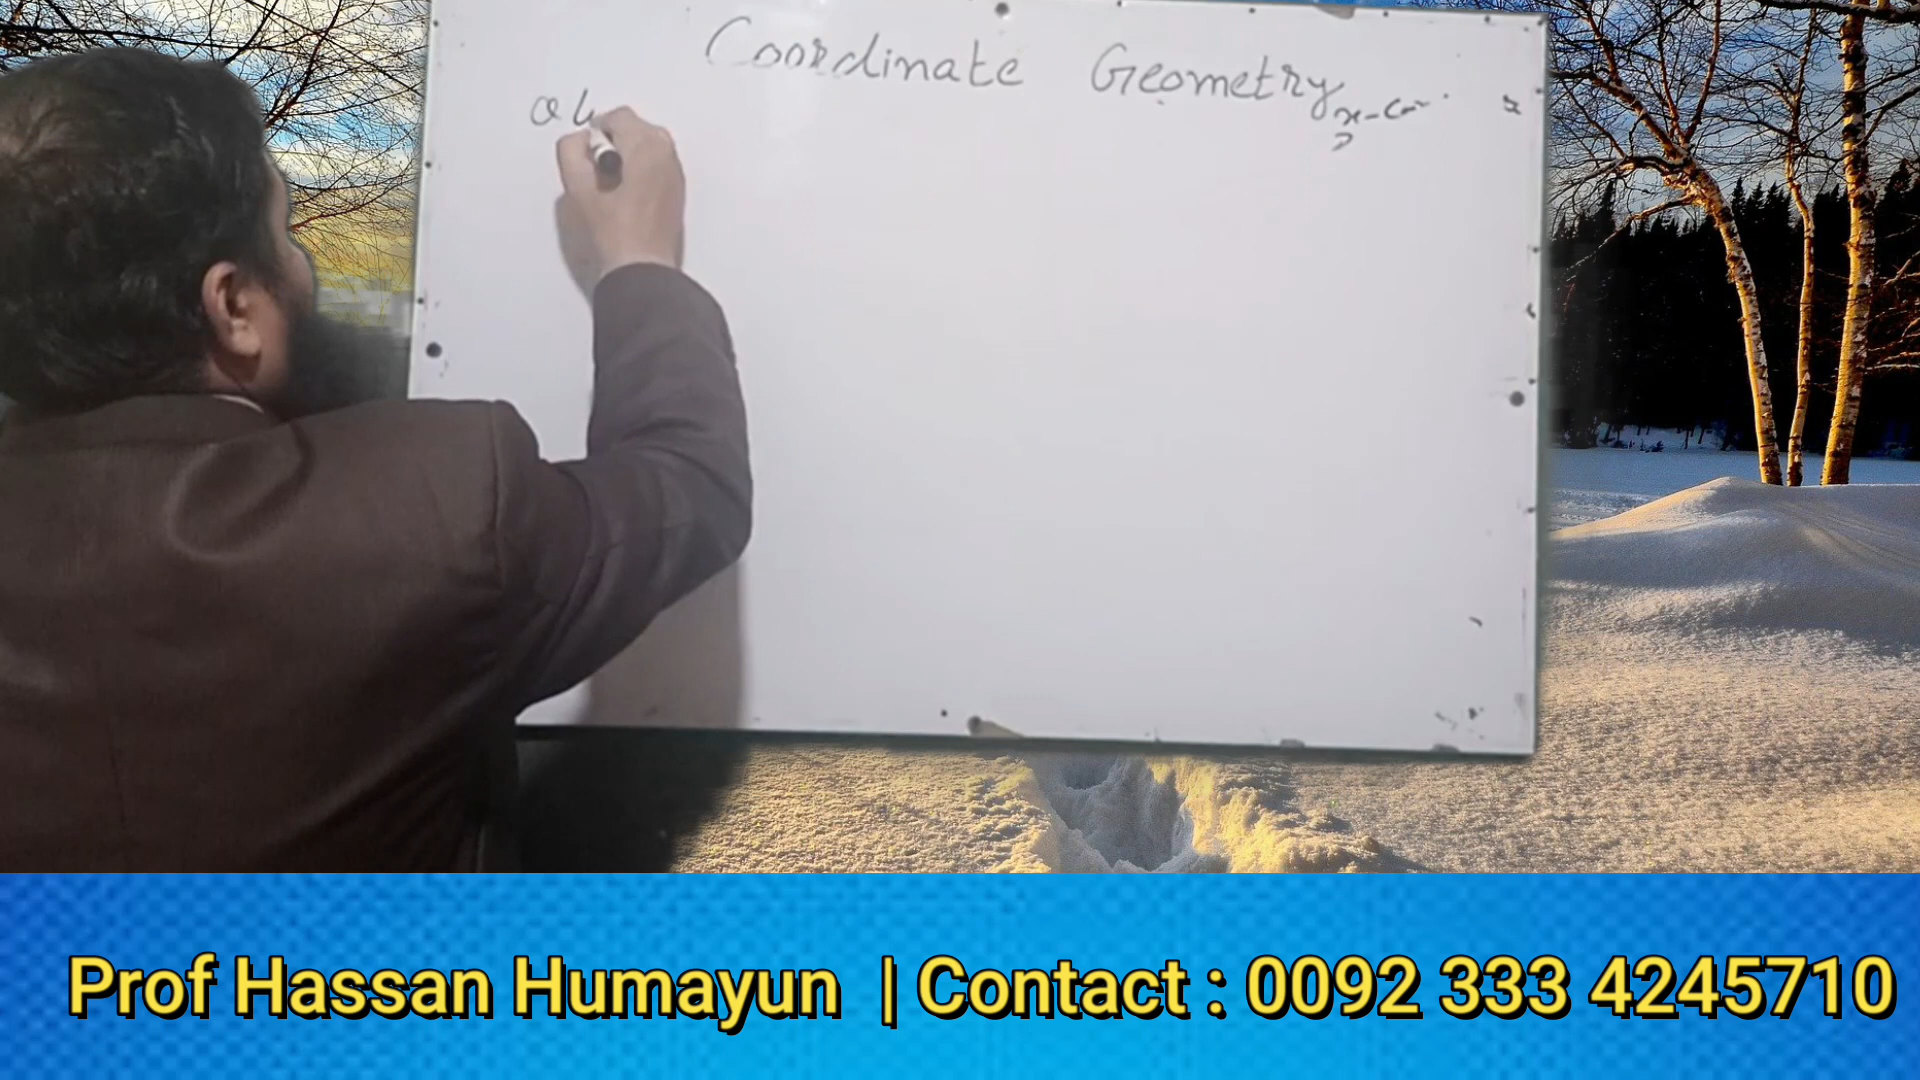 Coordinate Geometry
Prof Hassan Humayun | Contact : 0092 333 4245710